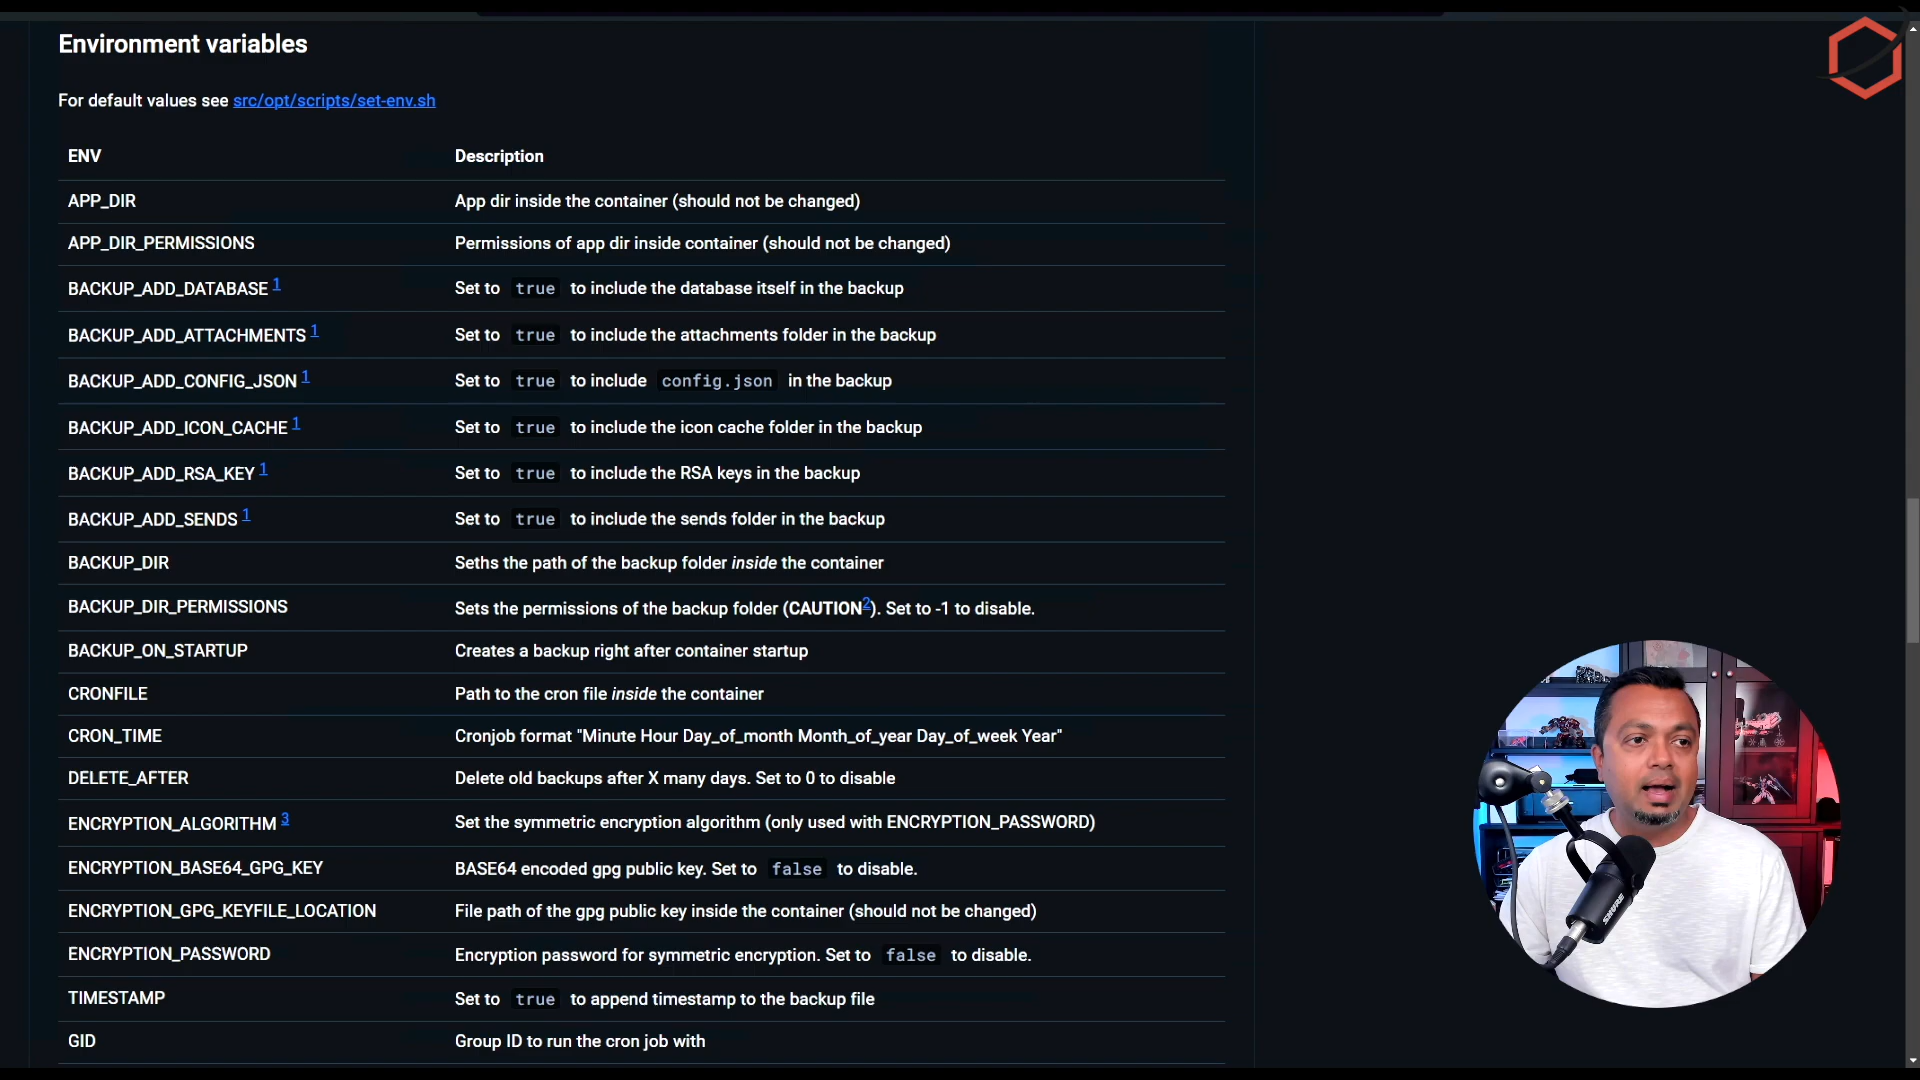 Environment variables
For default values see src/opt/scripts/set-env.sh
ENV Description
APP_DIR App dir inside the container (should not be changed)
APP_DIR_PERMISSIONS Permissions of app dir inside container (should not be changed)
BACKUP_ADD_DATABASE 1 Set to true to include the database itself in the backup
BACKUP_ADD_ATTACHMENTS 1 Set to true to include the attachments folder in the backup
BACKUP_ADD_CONFIG_JSON 1 Set to true to include config.json in the backup
BACKUP_ADD_ICON_CACHE 1 Set to true to include the icon cache folder in the backup
BACKUP_ADD_RSA_KEY 1 Set to true to include the RSA keys in the backup
BACKUP_ADD_SENDS 1 Set to true to include the sends folder in the backup
BACKUP_DIR Seths the path of the backup folder inside the container
BACKUP_DIR_PERMISSIONS Sets the permissions of the backup folder (CAUTION2). Set to -1 to disable.
BACKUP_ON_STARTUP Creates a backup right after container startup
CRONFILE Path to the cron file inside the container
CRON_TIME Cronjob format "Minute Hour Day_of_month Month_of_year Day_of_week Year"
DELETE_AFTER Delete old backups after X many days. Set to 0 to disable
ENCRYPTION_ALGORITHM 3 Set the symmetric encryption algorithm (only used with ENCRYPTION_PASSWORD)
ENCRYPTION_BASE64_GPG_KEY BASE64 encoded gpg public key. Set to false to disable.
ENCRYPTION_GPG_KEYFILE_LOCATION File path of the gpg public key inside the container (should not be changed)
ENCRYPTION_PASSWORD Encryption password for symmetric encryption. Set to false to disable.
TIMESTAMP Set to true to append timestamp to the backup file
GID Group ID to run the cron job with
SHURE